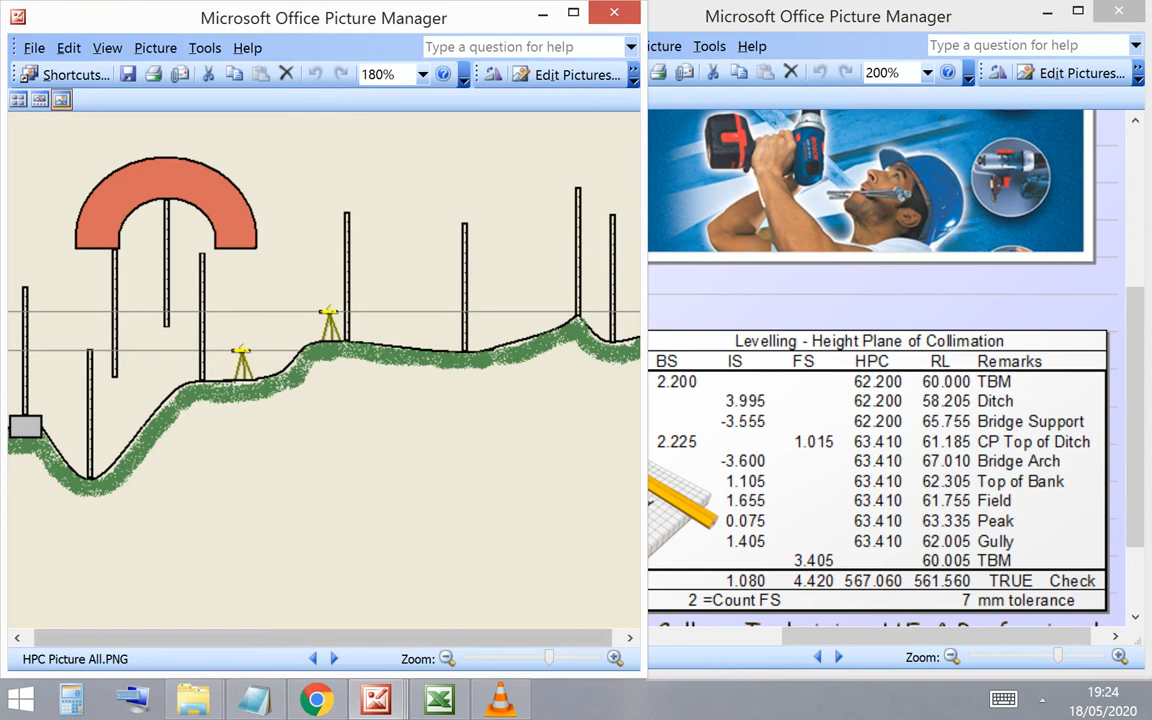 Microsoft Office Picture Manager
File Edit View Picture Tools Help
Type a question for help
Shortcuts...
180%
Edit Pictures...
HPC Picture All.PNG
Zoom:
Microsoft Office Picture Manager
icture Tools Help
Type a question for help
200%
Edit Pictures...
Levelling - Height Plane of Collimation
BS IS FS HPC RL Remarks
2.200 62.200 60.000 TBM
3.995 62.200 58.205 Ditch
-3.555 62.200 65.755 Bridge Support
2.225 1.015 63.410 61.185 CP Top of Ditch
-3.600 63.410 67.010 Bridge Arch
1.105 63.410 62.305 Top of Bank
1.655 63.410 61.755 Field
0.075 63.410 63.335 Peak
1.405 63.410 62.005 Gully
3.405 60.005 TBM
1.080 4.420 567.060 561.560 TRUE Check
2 =Count FS 7 mm tolerance
Zoom:
19:24
18/05/2020